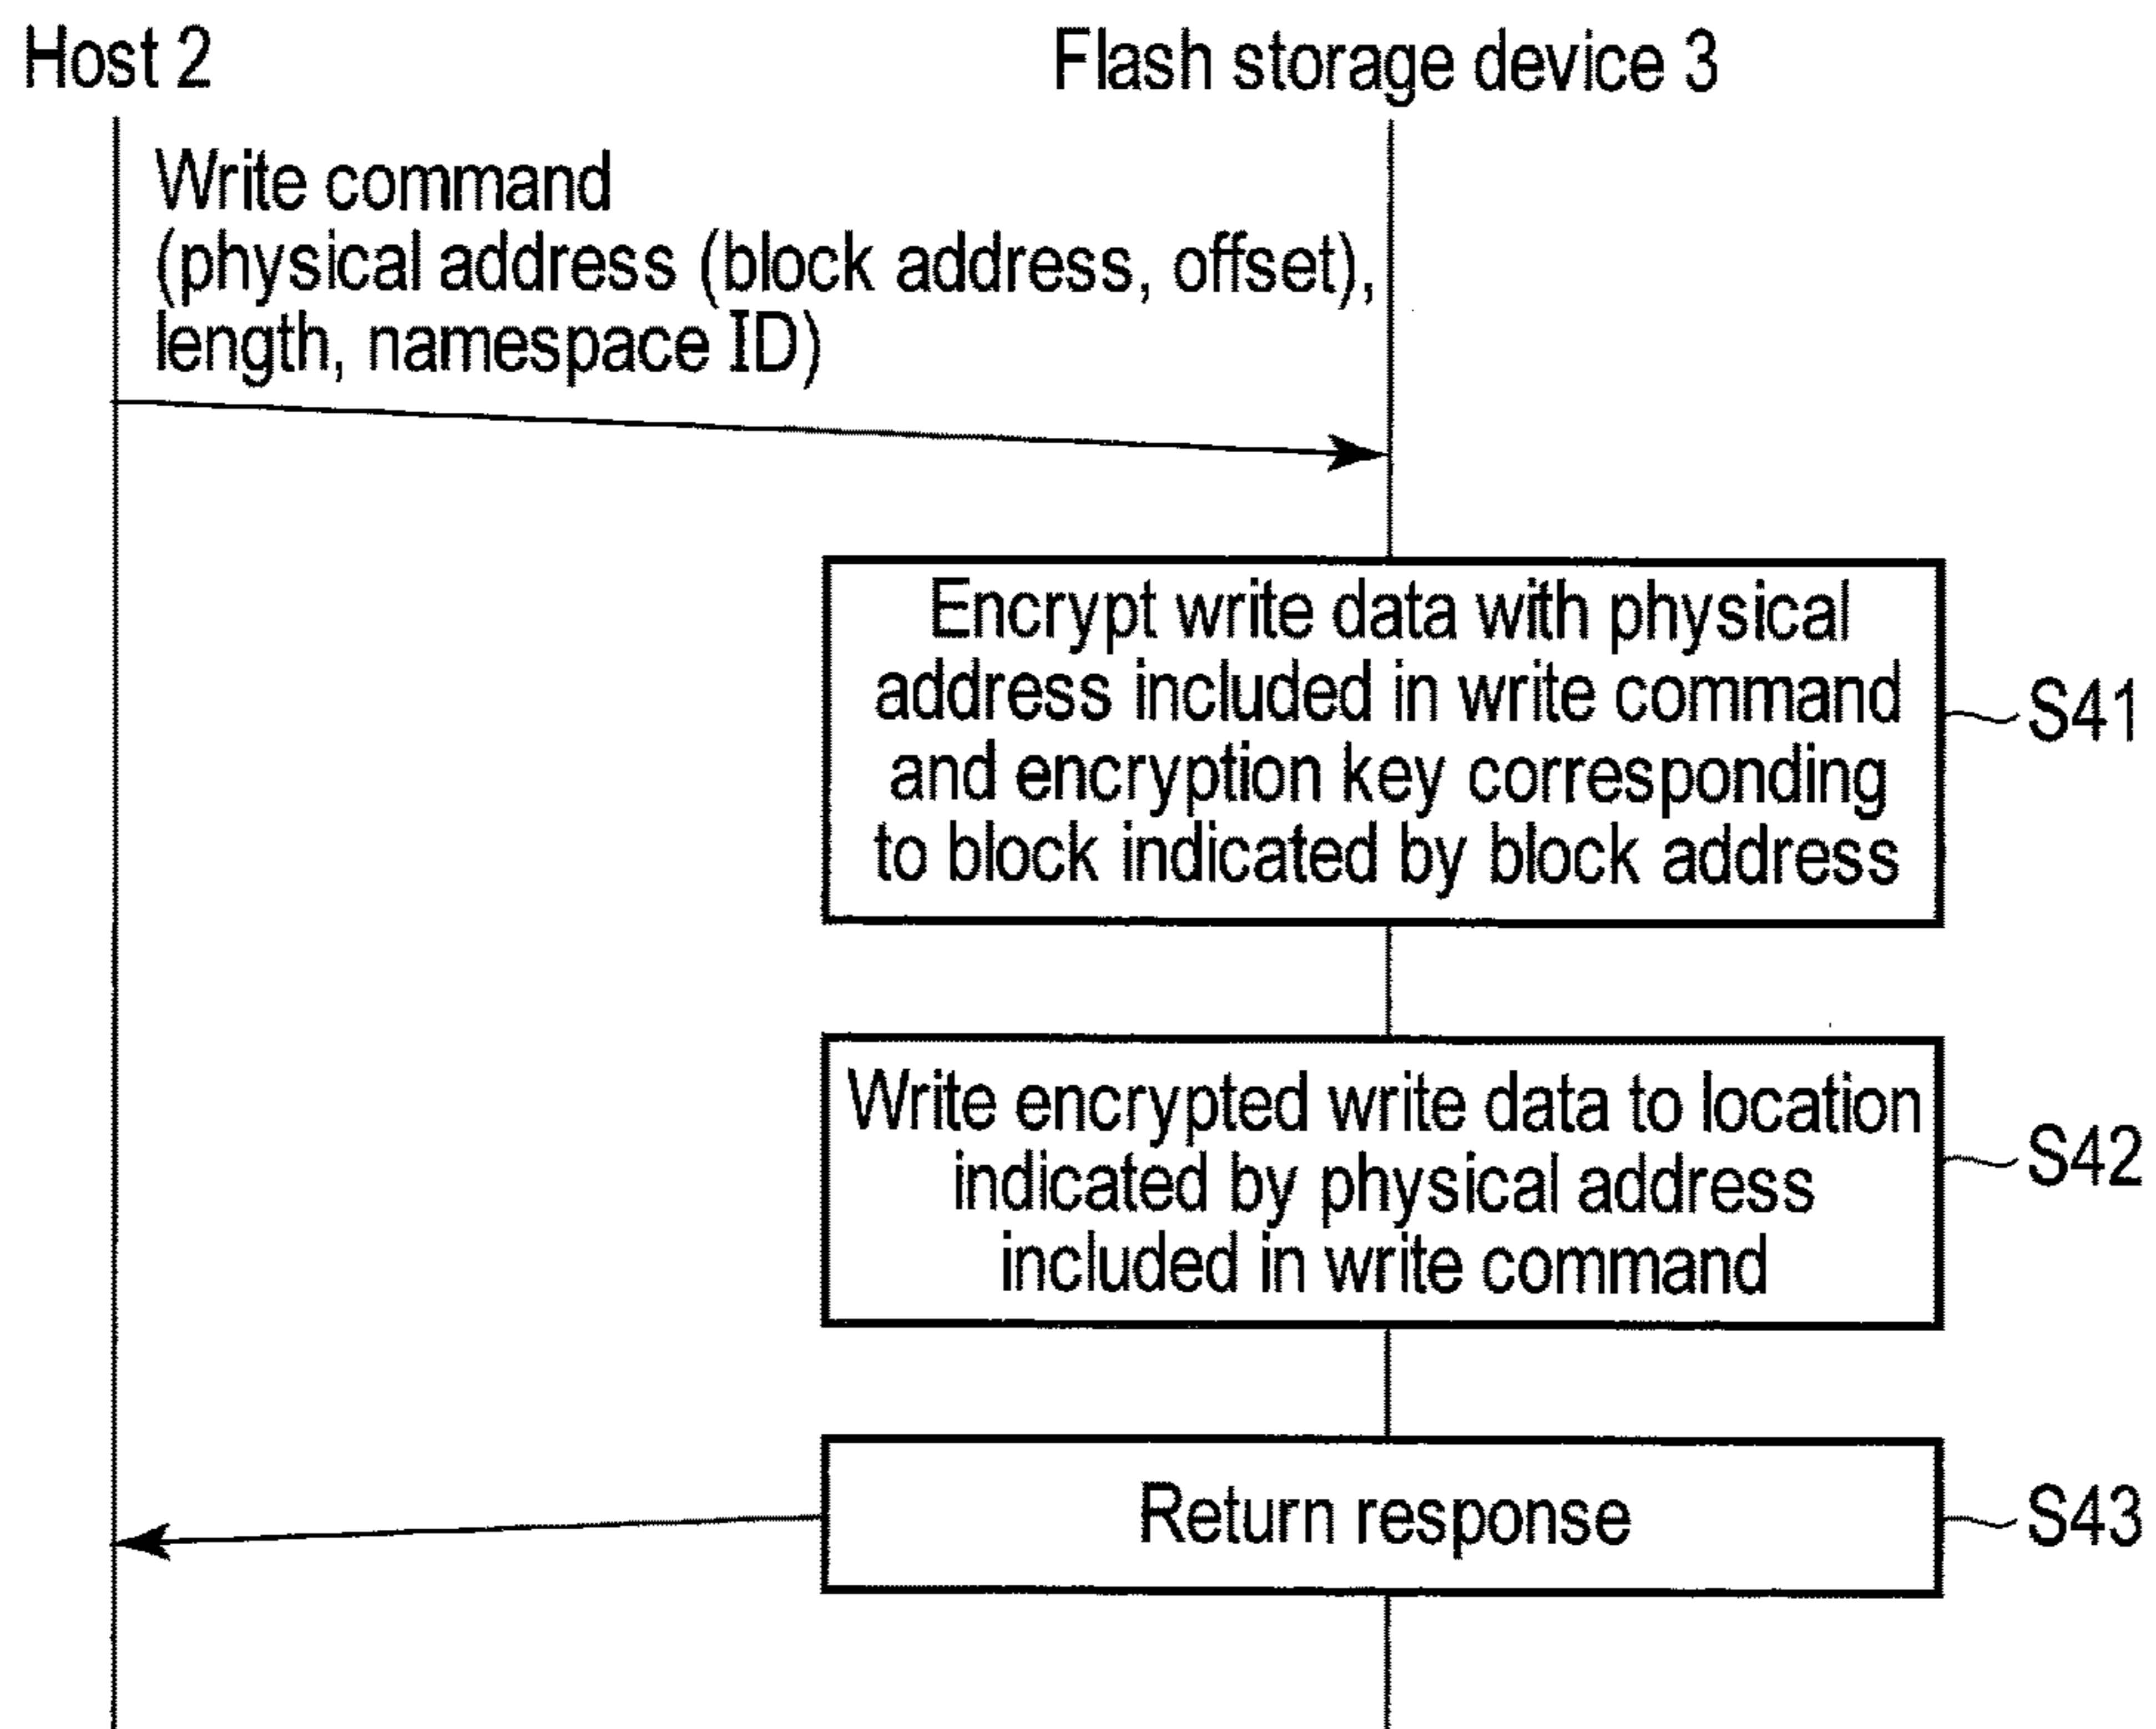 Host 2
Flash storage device 3
Write command
(physical address (block address, offset),
length, namespace ID)
Encrypt write data with physical
address included in write command
and encryption key corresponding
to block indicated by block address
S41
Write encrypted write data to location
indicated by physical address
included in write command
S42
Return response
S43